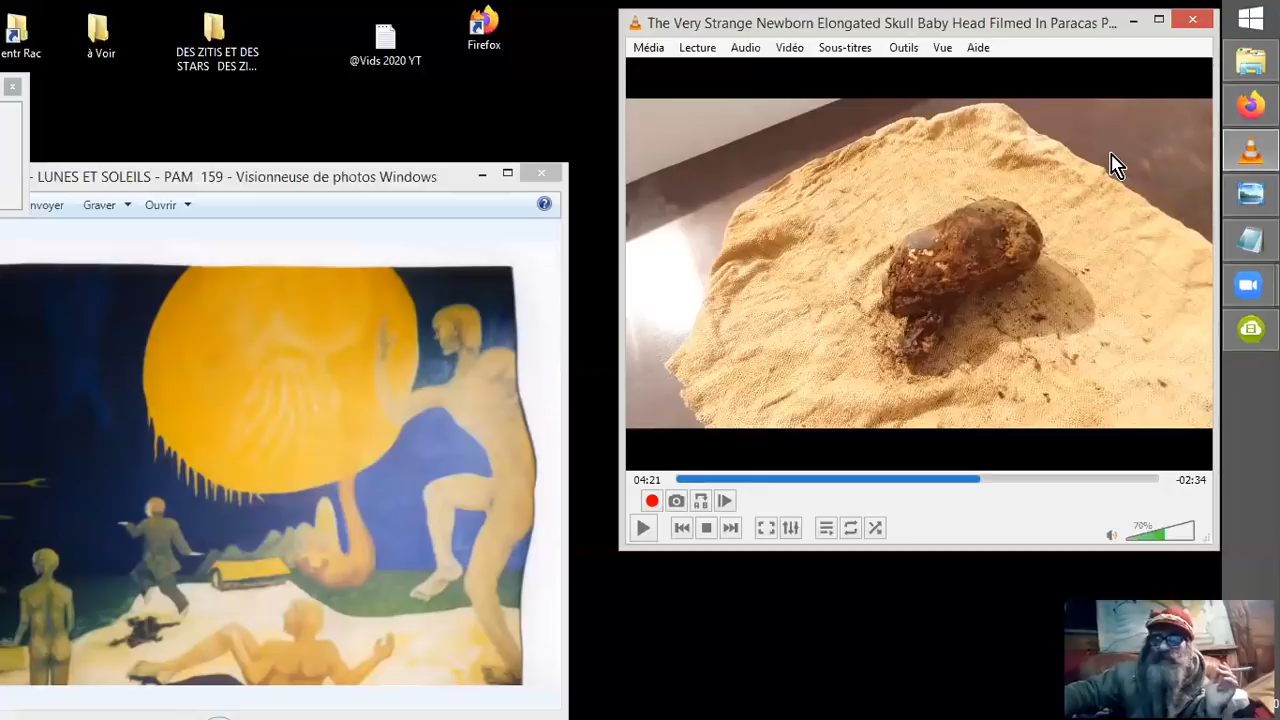 entr Rac
à Voir
DES ZITIS ET DES
STARS DES ZI...
@Vids 2020 YT
Firefox
The Very Strange Newborn Elongated Skull Baby Head Filmed In Paracas P...
Média Lecture Audio Vidéo Sous-titres Outils Vue Aide
- LUNES ET SOLEILS - PAM 159 - Visionneuse de photos Windows
nvoyer Graver Ouvrir
04:21
-02:34
70%